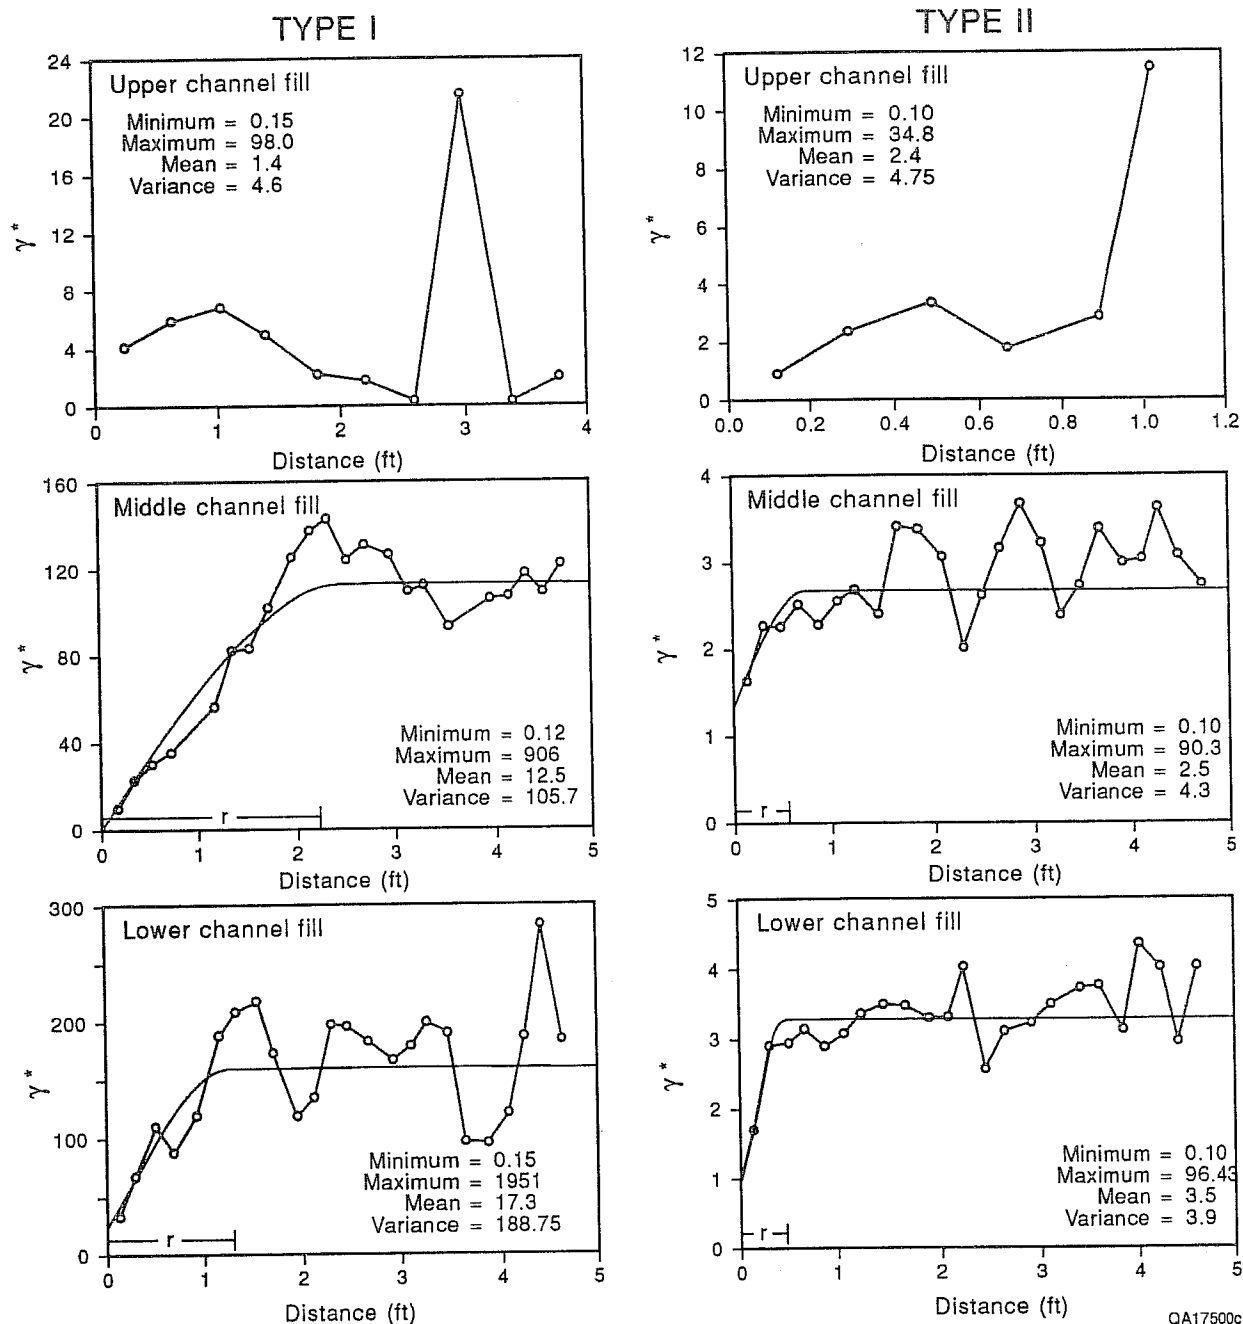 TYPE I
24
20
16
12
8
4
0
γ*
Upper channel fill
Minimum = 0.15
Maximum = 98.0
Mean = 1.4
Variance = 4.6
0 1 2 3 4
Distance (ft)
TYPE II
12
10
8
6
4
2
0
γ*
Upper channel fill
Minimum = 0.10
Maximum = 34.8
Mean = 2.4
Variance = 4.75
0.0 0.2 0.4 0.6 0.8 1.0 1.2
Distance (ft)
160
120
80
40
0
γ*
Middle channel fill
Minimum = 0.12
Maximum = 906
Mean = 12.5
Variance = 105.7
r
0 1 2 3 4 5
Distance (ft)
4
3
2
1
0
γ*
Middle channel fill
Minimum = 0.10
Maximum = 90.3
Mean = 2.5
Variance = 4.3
r
0 1 2 3 4 5
Distance (ft)
300
200
100
0
γ*
Lower channel fill
Minimum = 0.15
Maximum = 1951
Mean = 17.3
Variance = 188.75
r
0 1 2 3 4 5
Distance (ft)
5
4
3
2
1
0
γ*
Lower channel fill
Minimum = 0.10
Maximum = 96.43
Mean = 3.5
Variance = 3.9
r
0 1 2 3 4 5
Distance (ft)
QA17500c